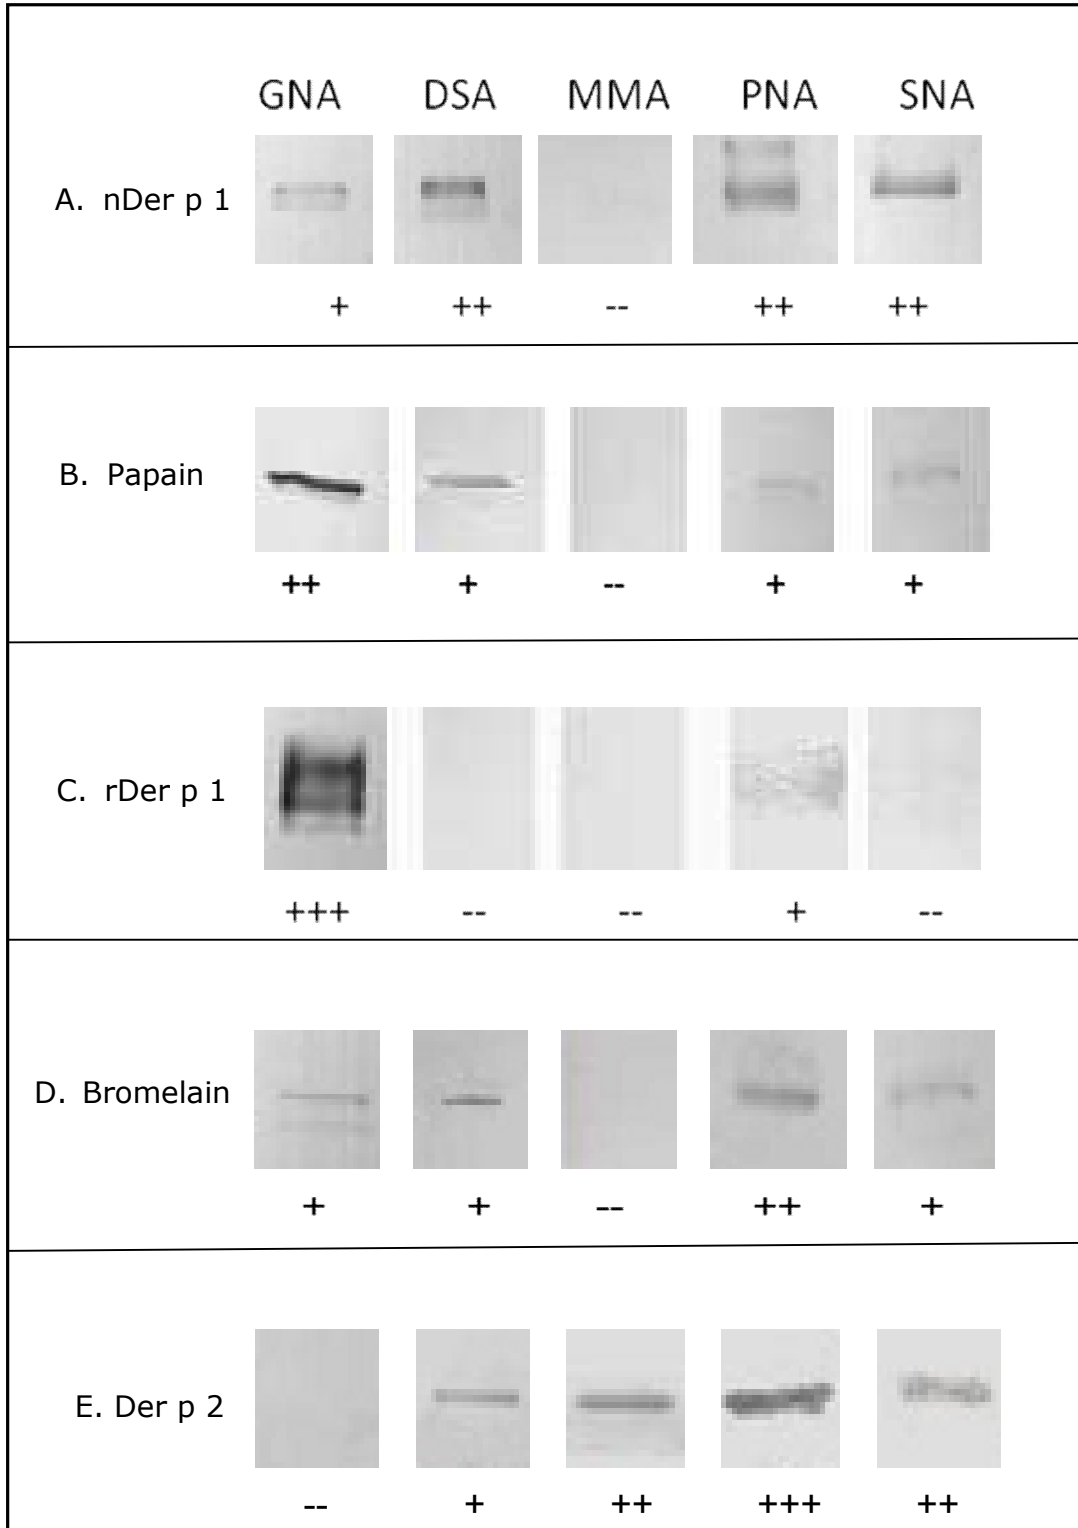 GNA DSA MMA PNA SNA
A. nDer p 1
+ ++ -- ++ ++
B. Papain
++ + -- + +
C. rDer p 1
+++ -- -- + --
D. Bromelain
+ + -- ++ +
E. Der p 2
-- + ++ +++ ++